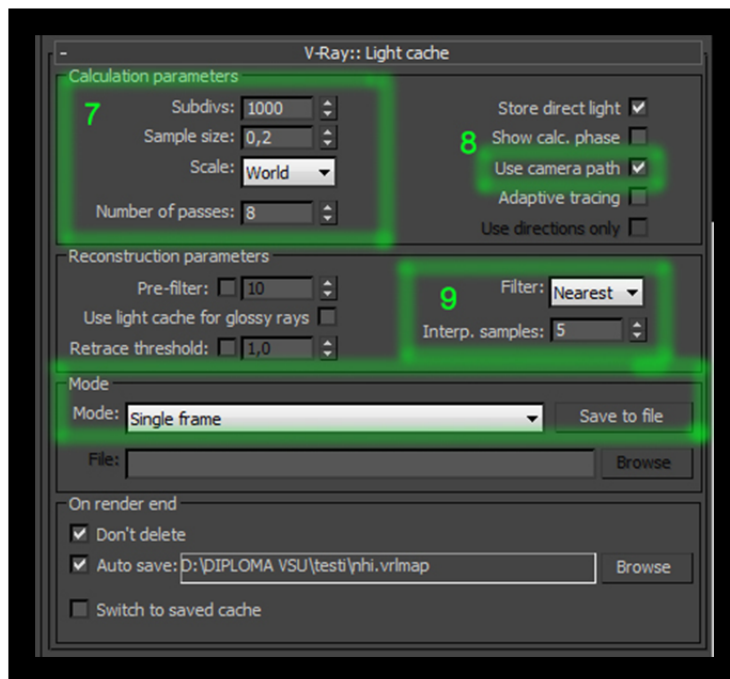 - V-Ray:: Light cache
Calculation parameters
7 Subdivs: 1000
Sample size: 0,2
Scale: World
Number of passes: 8
Store direct light
8 Show calc. phase
Use camera path
Adaptive tracing
Use directions only
Reconstruction parameters
Pre-filter: 10
Use light cache for glossy rays
Retrace threshold: 1,0
9 Filter: Nearest
Interp. samples: 5
Mode
Mode: Single frame Save to file
File: Browse
On render end
Don't delete
Auto save: D:\DIPLOMA VSU\testi\nhi.vrlmap Browse
Switch to saved cache